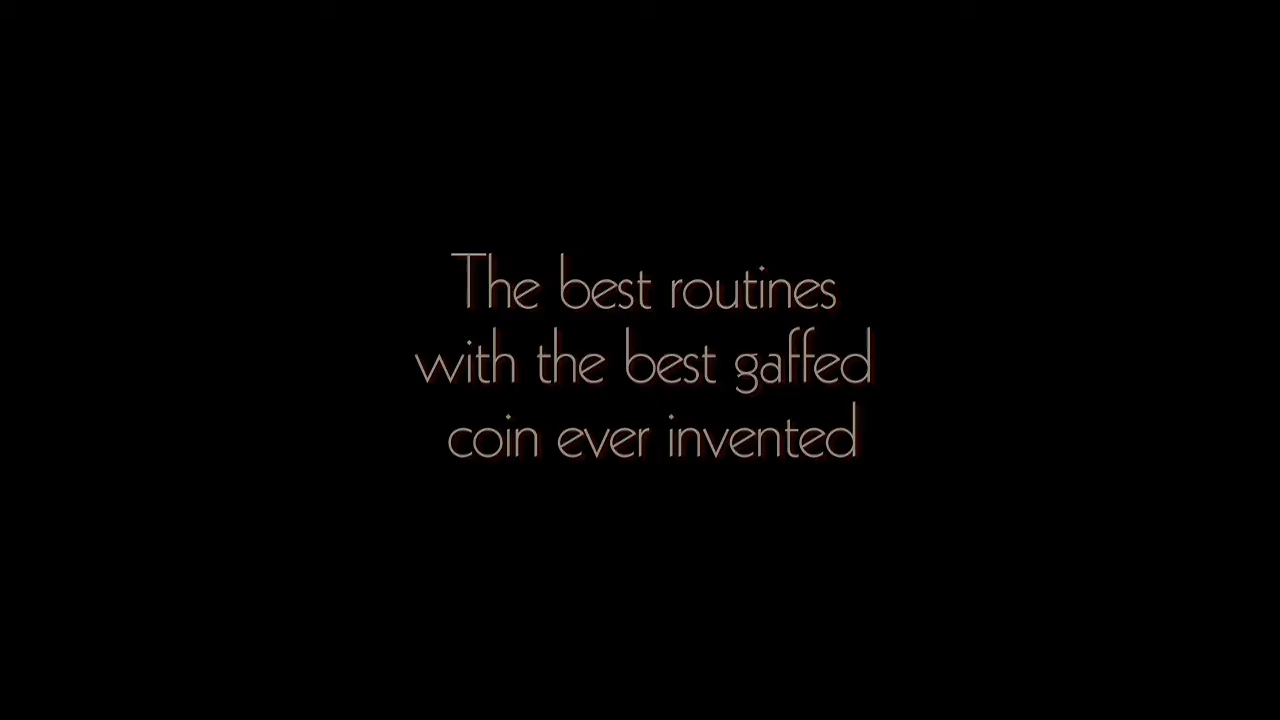 The best routines
with the best gaffed
coin ever invented